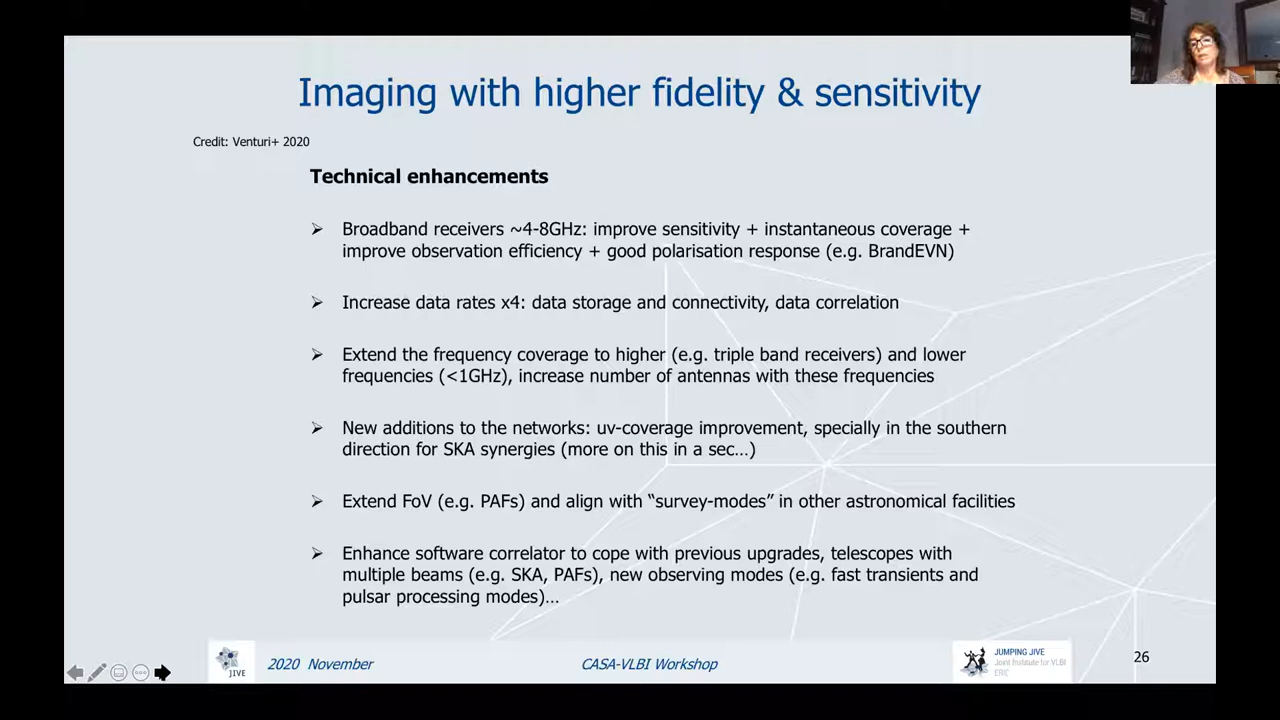 Imaging with higher fidelity & sensitivity
Credit: Venturi+ 2020
Technical enhancements
➢ Broadband receivers ~4-8GHz: improve sensitivity + instantaneous coverage +
improve observation efficiency + good polarisation response (e.g. BrandEVN)
➢ Increase data rates x4: data storage and connectivity, data correlation
➢ Extend the frequency coverage to higher (e.g. triple band receivers) and lower
frequencies (<1GHz), increase number of antennas with these frequencies
➢ New additions to the networks: uv-coverage improvement, specially in the southern
direction for SKA synergies (more on this in a sec…)
➢ Extend FoV (e.g. PAFs) and align with “survey-modes” in other astronomical facilities
➢ Enhance software correlator to cope with previous upgrades, telescopes with
multiple beams (e.g. SKA, PAFs), new observing modes (e.g. fast transients and
pulsar processing modes)…
JIVE
2020 November
CASA-VLBI Workshop
JUMPING JIVE
Joint Institute for VLBI
ERIC
26